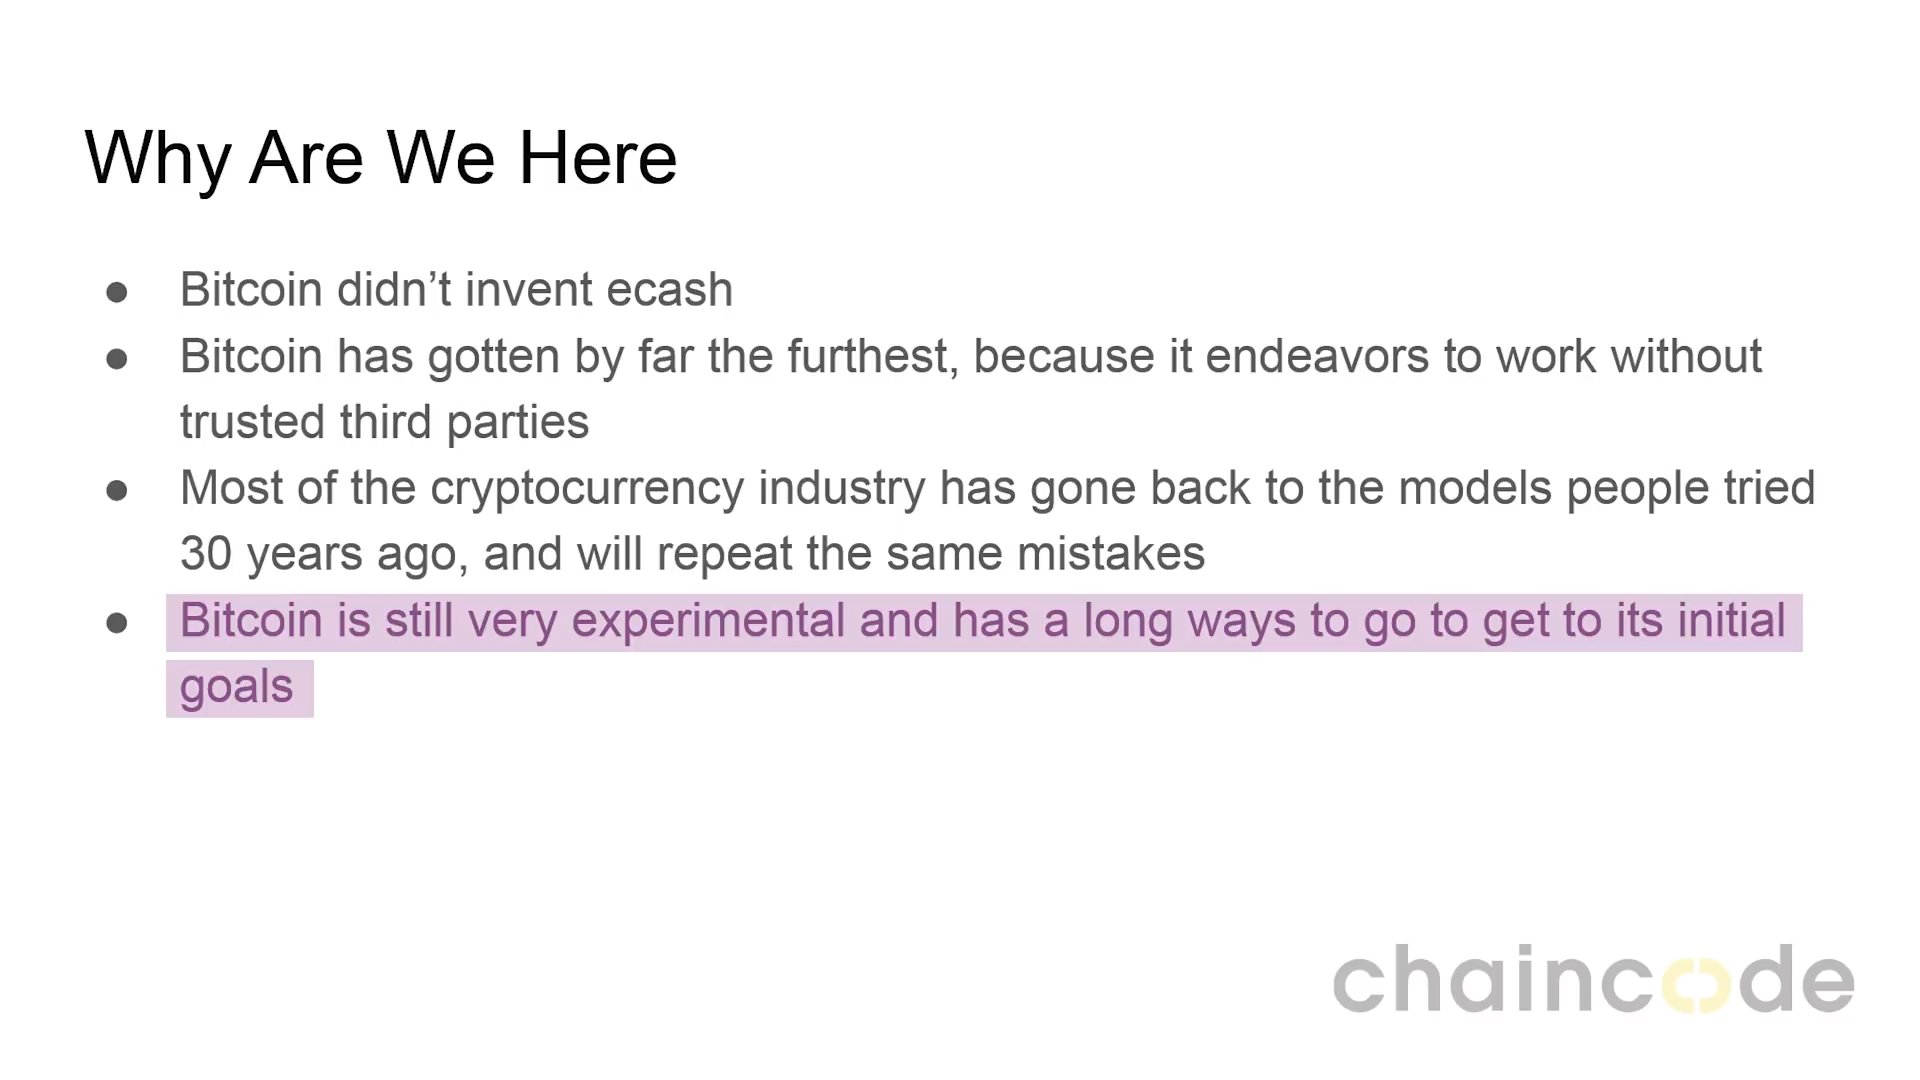 Why Are We Here
● Bitcoin didn’t invent ecash
● Bitcoin has gotten by far the furthest, because it endeavors to work without
trusted third parties
● Most of the cryptocurrency industry has gone back to the models people tried
30 years ago, and will repeat the same mistakes
● Bitcoin is still very experimental and has a long ways to go to get to its initial
goals
chaincode